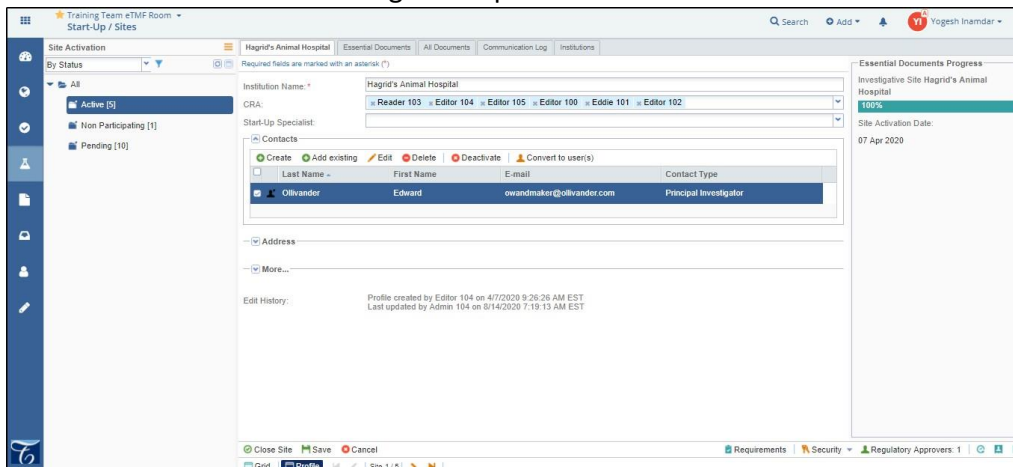 Training Team eTMF Room
Start-Up / Sites
Search Add YI Yogesh Inamdar
Site Activation
By Status
All
Active [5]
Non Participating [1]
Pending [10]
Hagrid's Animal Hospital Essential Documents All Documents Communication Log Institutions
Required fields are marked with an asterisk (*)
Institution Name: * Hagrid's Animal Hospital
CRA: Reader 103 Editor 104 Editor 105 Editor 100 Eddie 101 Editor 102
Start-Up Specialist:
Contacts
Create Add existing Edit Delete Deactivate Convert to user(s)
Last Name First Name E-mail Contact Type
Ollivander Edward owandmaker@ollivander.com Principal Investigator
Address
More...
Edit History: Profile created by Editor 104 on 4/7/2020 9:26:26 AM EST
Last updated by Admin 104 on 8/14/2020 7:19:13 AM EST
Essential Documents Progress
Investigative Site Hagrid's Animal
Hospital
100%
Site Activation Date:
07 Apr 2020
Close Site Save Cancel Requirements Security Regulatory Approvers: 1
Grid Profile Site 1 / 5